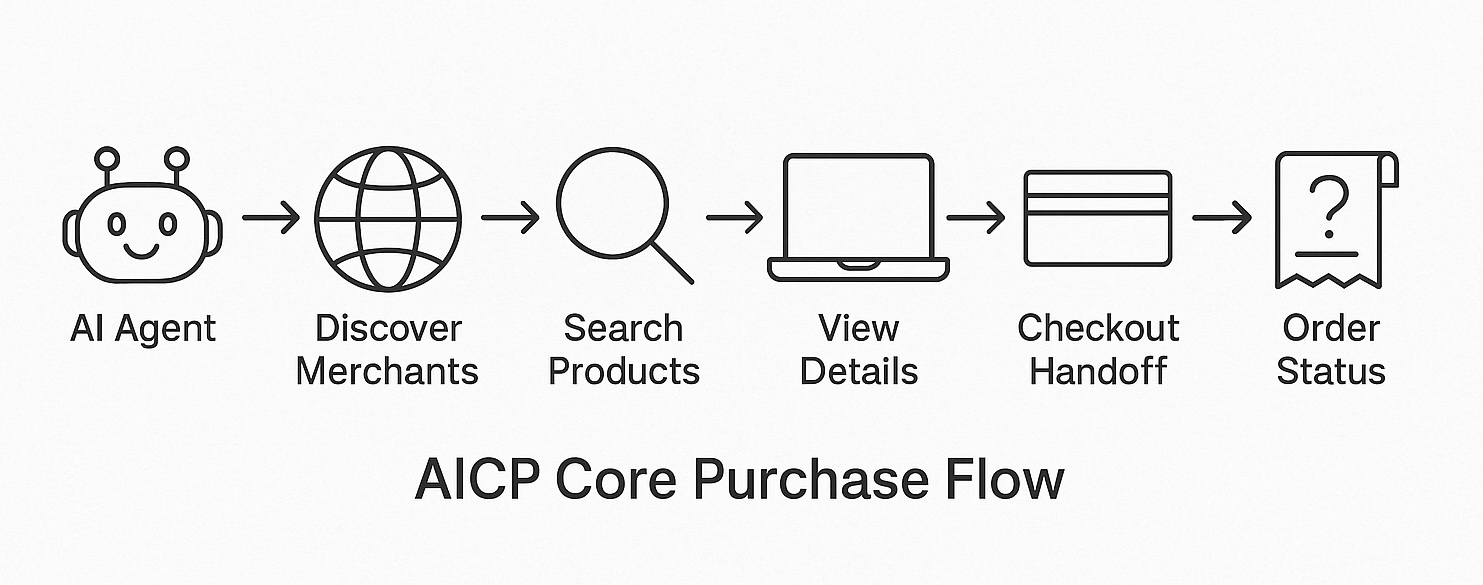 AI Agent
Discover
Merchants
Search
Products
View
Details
Checkout
Handoff
?
Order
Status
AICP Core Purchase Flow